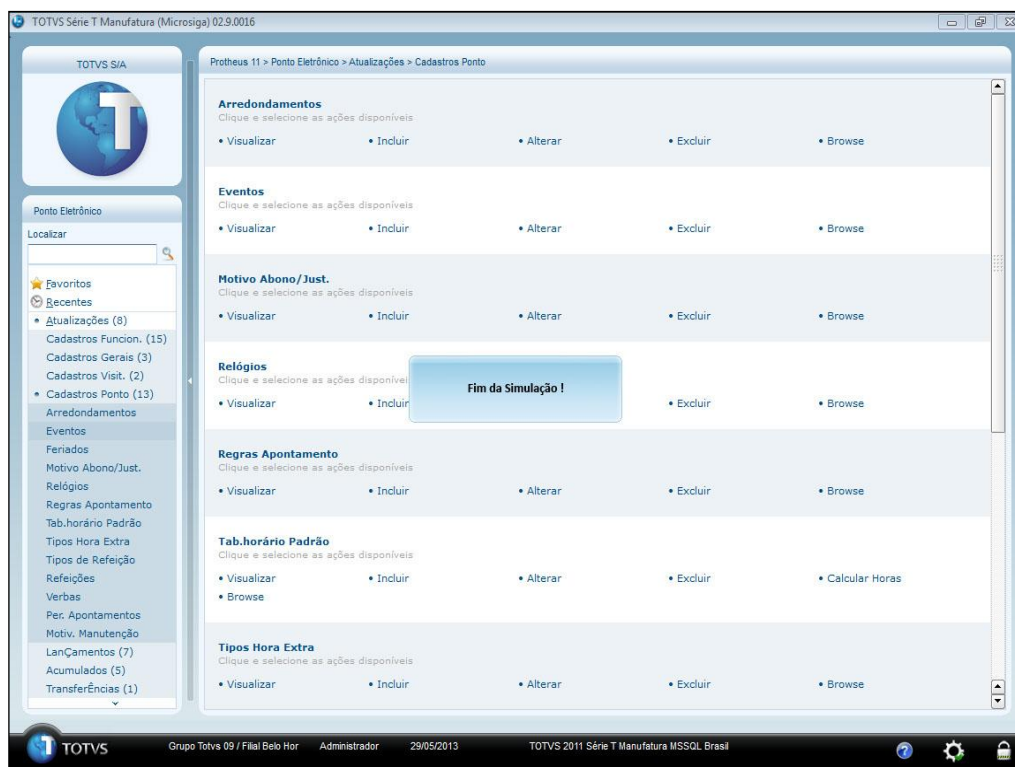 TOTVS Série T Manufatura (Microsiga) 02.9.0016
TOTVS S/A
Ponto Eletrônico
Localizar
Favoritos
Recentes
Atualizações (8)
Cadastros Funcion. (15)
Cadastros Gerais (3)
Cadastros Visit. (2)
Cadastros Ponto (13)
Arredondamentos
Eventos
Feriados
Motivo Abono/Just.
Relógios
Regras Apontamento
Tab.horário Padrão
Tipos Hora Extra
Tipos de Refeição
Refeições
Verbas
Per. Apontamentos
Motiv. Manutenção
LanÇamentos (7)
Acumulados (5)
TransferÊncias (1)
Protheus 11 > Ponto Eletrônico > Atualizações > Cadastros Ponto
Arredondamentos
Clique e selecione as ações disponíveis
• Visualizar • Incluir • Alterar • Excluir • Browse
Eventos
Clique e selecione as ações disponíveis
• Visualizar • Incluir • Alterar • Excluir • Browse
Motivo Abono/Just.
Clique e selecione as ações disponíveis
• Visualizar • Incluir • Alterar • Excluir • Browse
Relógios
Clique e selecione as ações disponívei
Fim da Simulação !
• Visualizar • Incluir • Excluir • Browse
Regras Apontamento
Clique e selecione as ações disponíveis
• Visualizar • Incluir • Alterar • Excluir • Browse
Tab.horário Padrão
Clique e selecione as ações disponíveis
• Visualizar • Incluir • Alterar • Excluir • Calcular Horas
• Browse
Tipos Hora Extra
Clique e selecione as ações disponíveis
• Visualizar • Incluir • Alterar • Excluir • Browse
TOTVS Grupo Totvs 09 / Filial Belo Hor Administrador 29/05/2013 TOTVS 2011 Série T Manufatura MSSQL Brasil